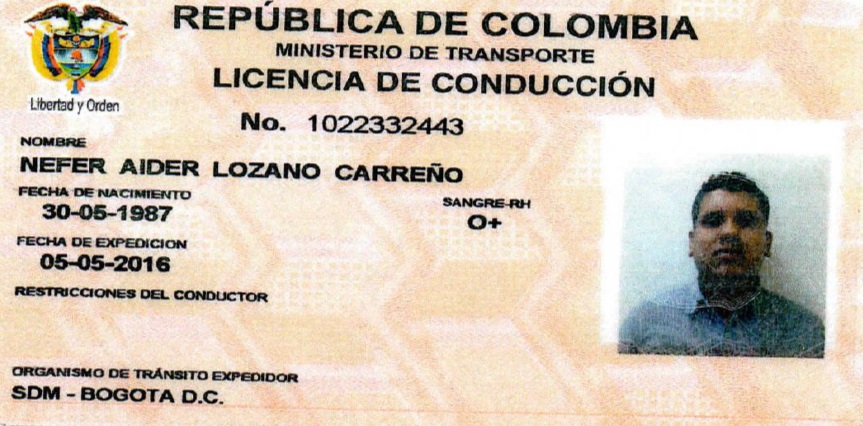 REPÚBLICA DE COLOMBIA
MINISTERIO DE TRANSPORTE
LICENCIA DE CONDUCCIÓN
Libertad y Orden
No. 1022332443
NOMBRE
NEFER AIDER LOZANO CARREÑO
FECHA DE NACIMIENTO
30-05-1987
SANGRE-RH
O+
FECHA DE EXPEDICION
05-05-2016
RESTRICCIONES DEL CONDUCTOR
ORGANISMO DE TRÁNSITO EXPEDIDOR
SDM - BOGOTA D.C.